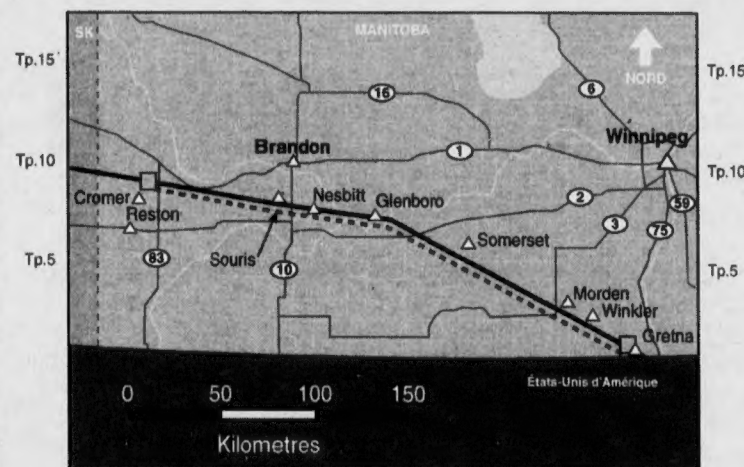 SK
MANITOBA
NORD
Tp.15
Tp.15
16
6
Brandon
Winnipeg
Tp.10
Tp.10
1
Cromer
Nesbitt
Glenboro
2
59
Reston
3
75
Somerset
Tp.5
Tp.5
83
Souris
10
Morden
Winkler
Gretna
États-Unis d'Amérique
0 50 100 150
Kilometres